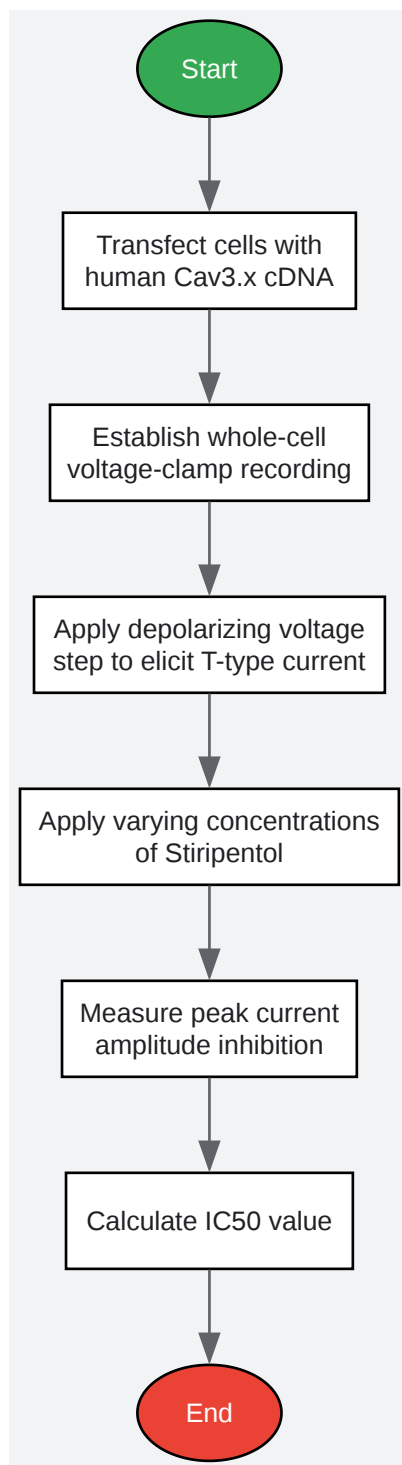 Start
Transfect cells with
human Cav3.x cDNA
Establish whole-cell
voltage-clamp recording
Apply depolarizing voltage
step to elicit T-type current
Apply varying concentrations
of Stiripentol
Measure peak current
amplitude inhibition
Calculate IC50 value
End